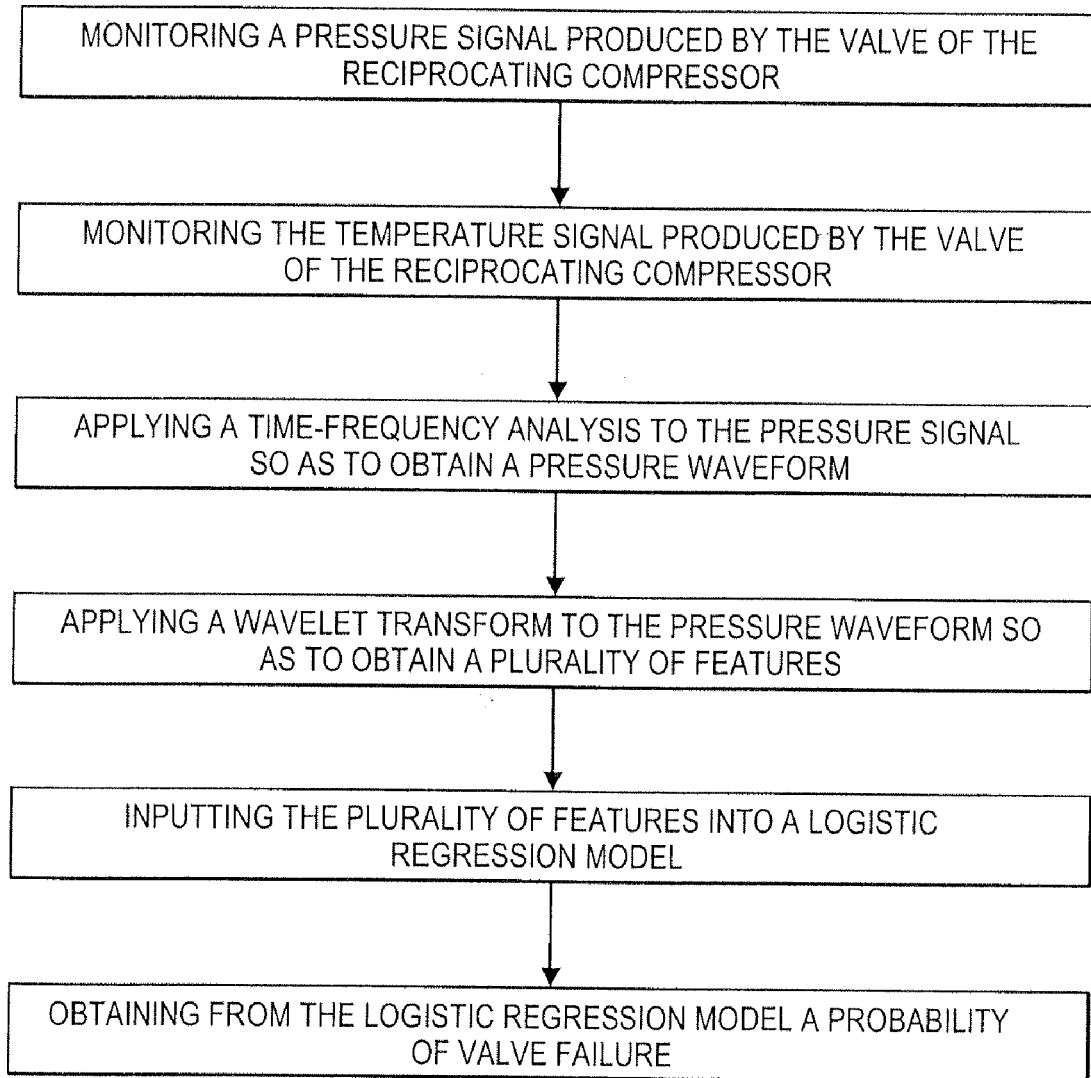 MONITORING A PRESSURE SIGNAL PRODUCED BY THE VALVE OF THE
RECIPROCATING COMPRESSOR
MONITORING THE TEMPERATURE SIGNAL PRODUCED BY THE VALVE
OF THE RECIPROCATING COMPRESSOR
APPLYING A TIME-FREQUENCY ANALYSIS TO THE PRESSURE SIGNAL
SO AS TO OBTAIN A PRESSURE WAVEFORM
APPLYING A WAVELET TRANSFORM TO THE PRESSURE WAVEFORM SO
AS TO OBTAIN A PLURALITY OF FEATURES
INPUTTING THE PLURALITY OF FEATURES INTO A LOGISTIC
REGRESSION MODEL
OBTAINING FROM THE LOGISTIC REGRESSION MODEL A PROBABILITY
OF VALVE FAILURE